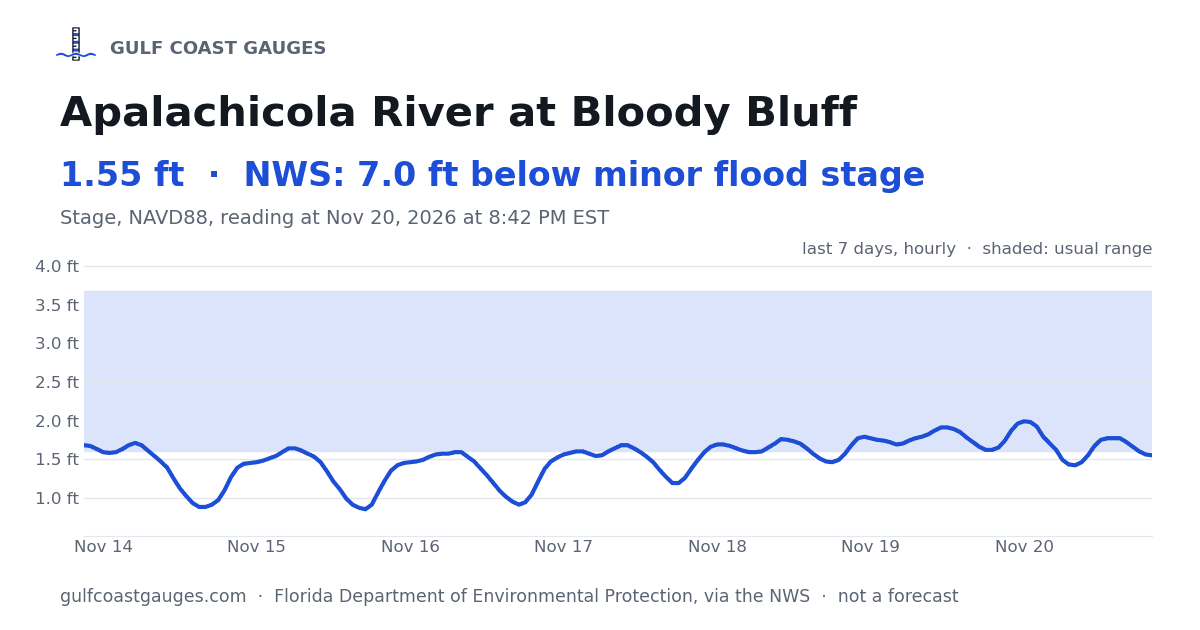 GULF COAST GAUGES
Apalachicola River at Bloody Bluff
1.55 ft · NWS: 7.0 ft below minor flood stage
Stage, NAVD88, reading at Nov 20, 2026 at 8:42 PM EST
last 7 days, hourly · shaded: usual range
4.0 ft
3.5 ft
3.0 ft
2.5 ft
2.0 ft
1.5 ft
1.0 ft
Nov 14 Nov 15 Nov 16 Nov 17 Nov 18 Nov 19 Nov 20
gulfcoastgauges.com · Florida Department of Environmental Protection, via the NWS · not a forecast